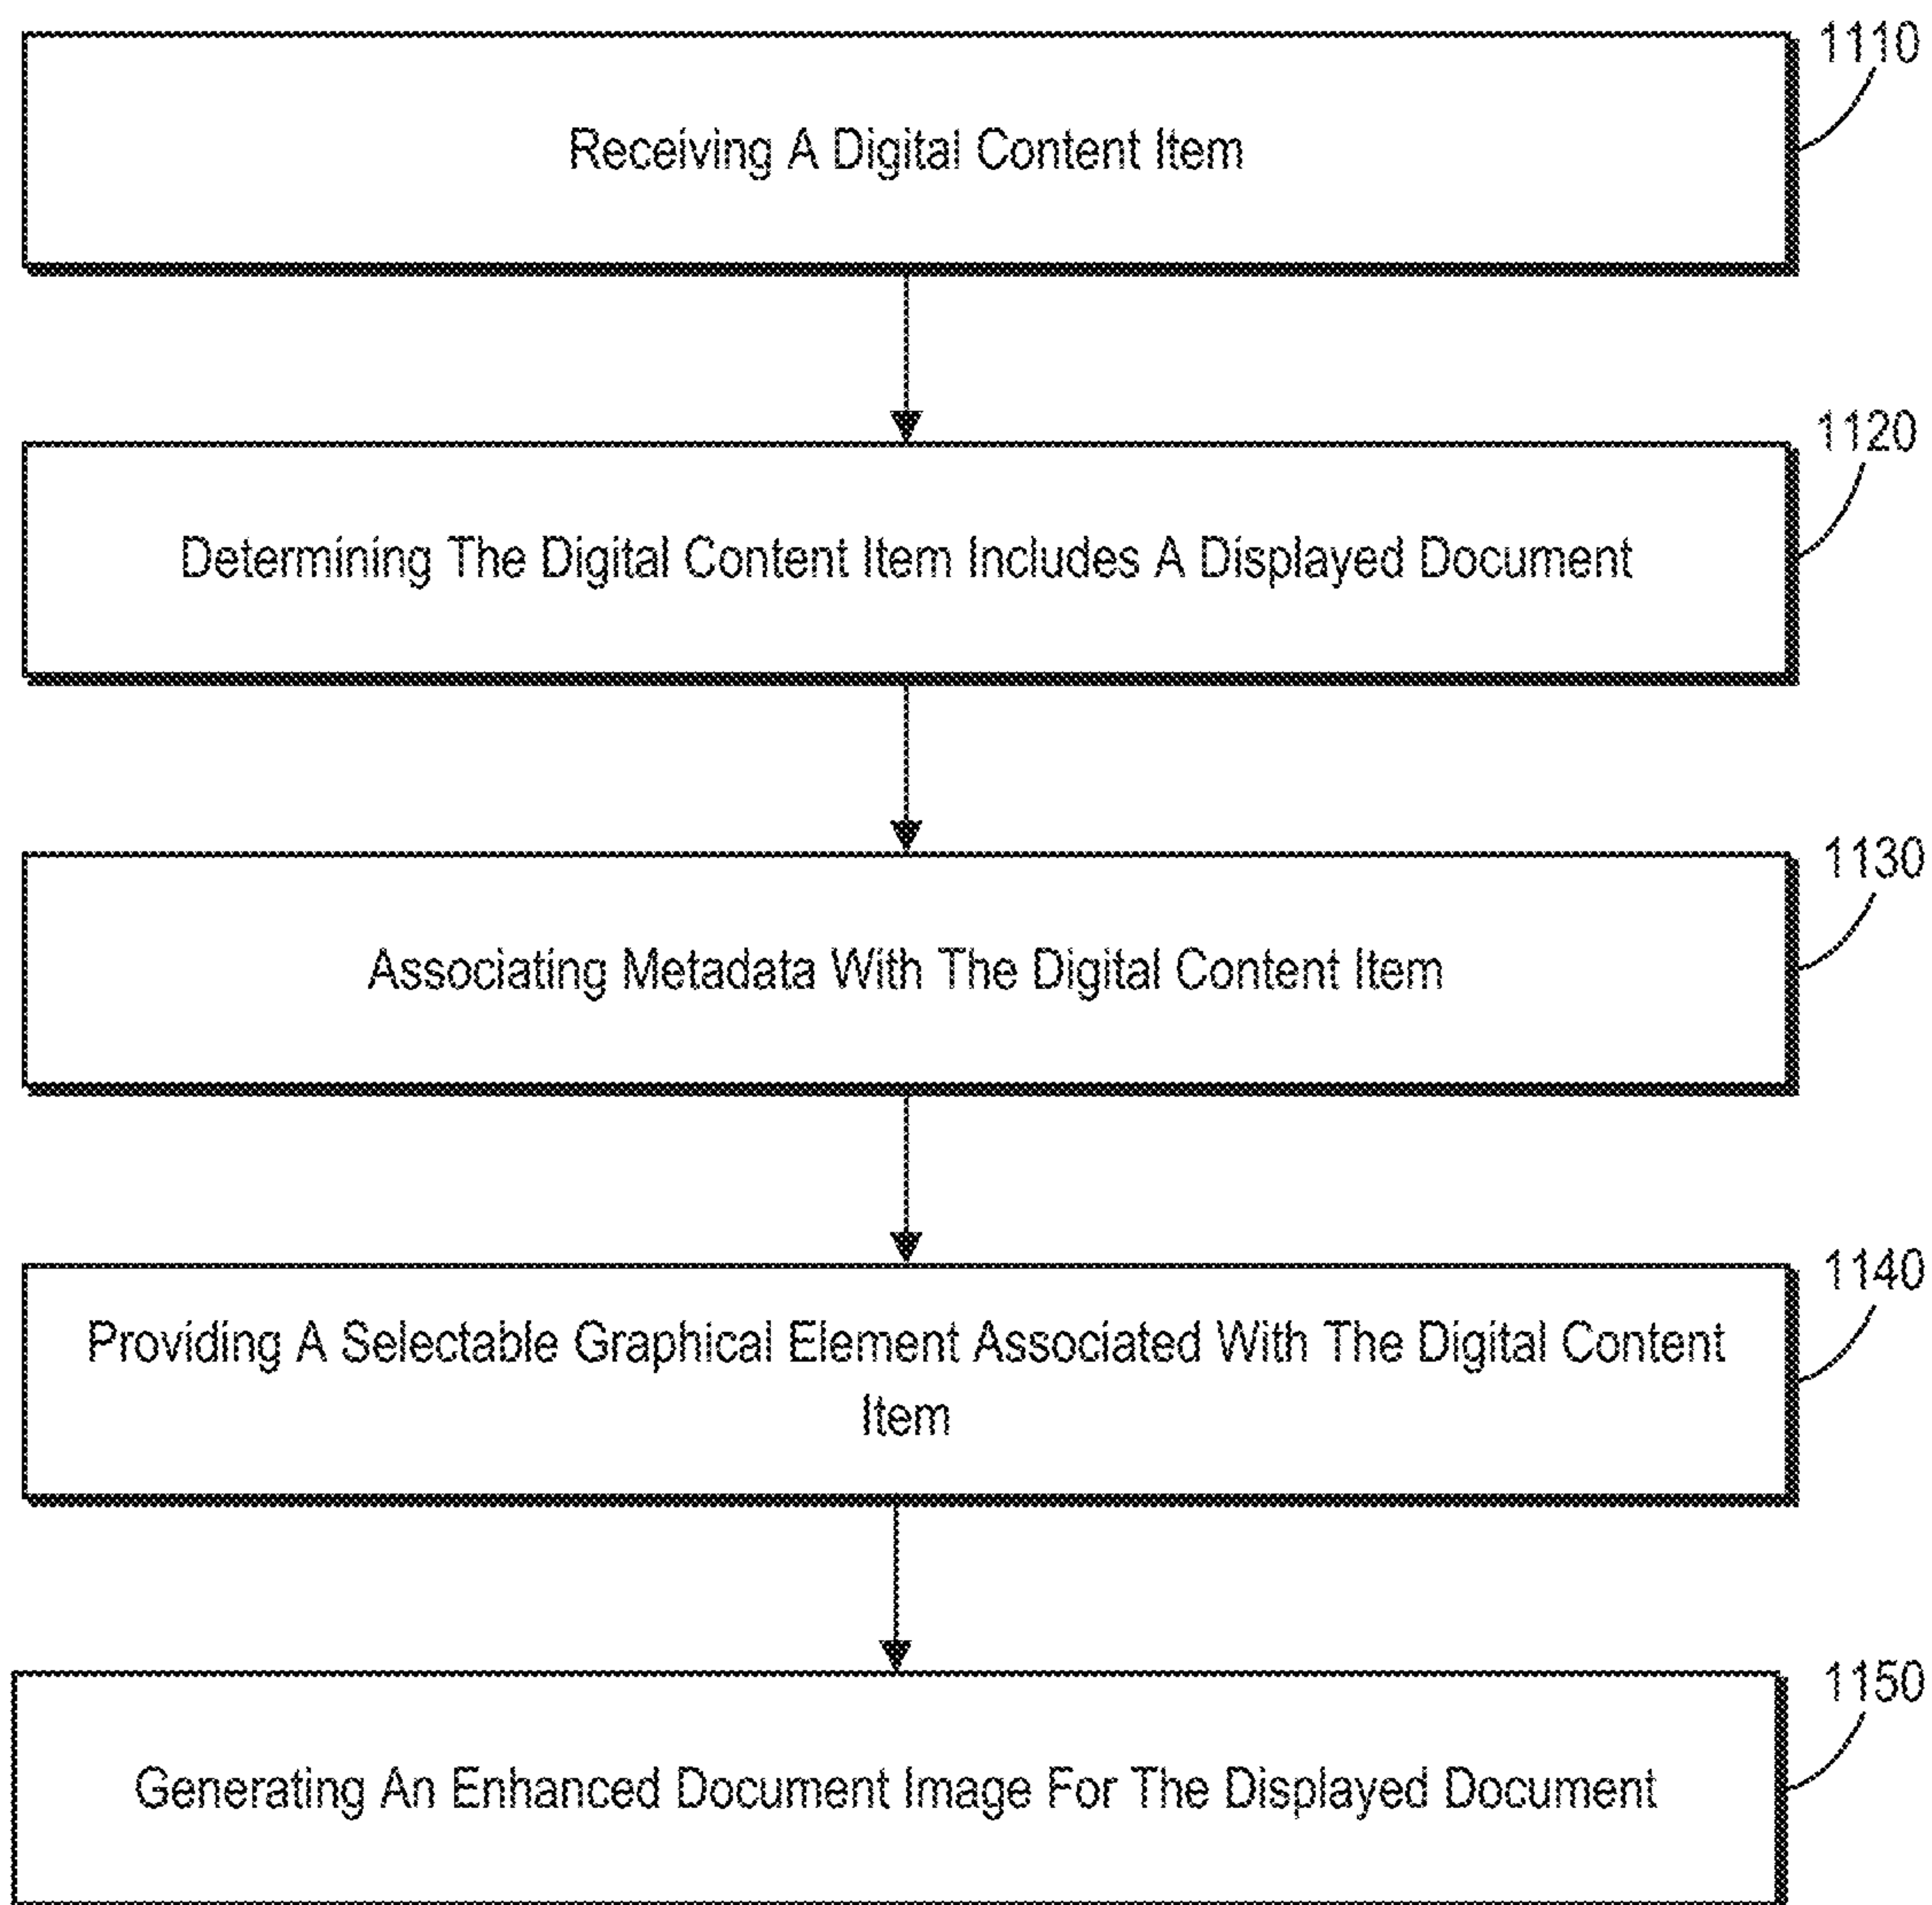 1110
Receiving A Digital Content Item
1120
Determining The Digital Content Item Includes A Displayed Document
1130
Associating Metadata With The Digital Content Item
1140
Providing A Selectable Graphical Element Associated With The Digital Content
Item
1150
Generating An Enhanced Document Image For The Displayed Document